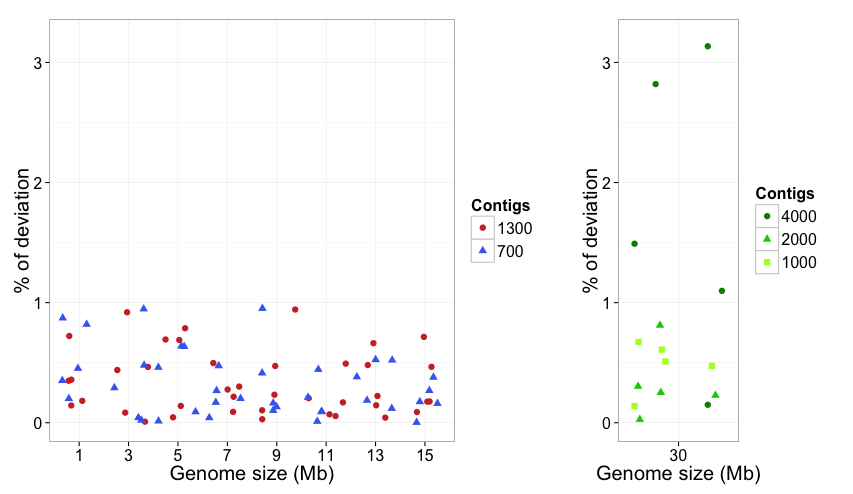 % of deviation
3
2
1
0
1 3 5 7 9 11 13 15
Genome size (Mb)
Contigs
1300
700
% of deviation
3
2
1
0
30
Genome size (Mb)
Contigs
4000
2000
1000